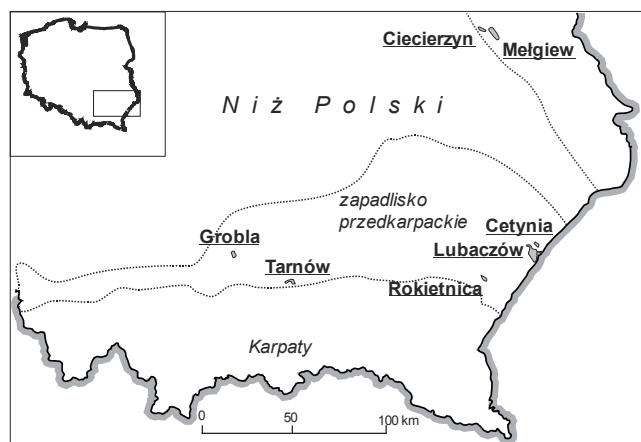 Ciecierzyn
Mełgiew
Niż Polski
zapadlisko
przedkarpackie
Cetynia
Grobla
Lubaczów
Tarnów
Rokietnica
Karpaty
0 50 100 km